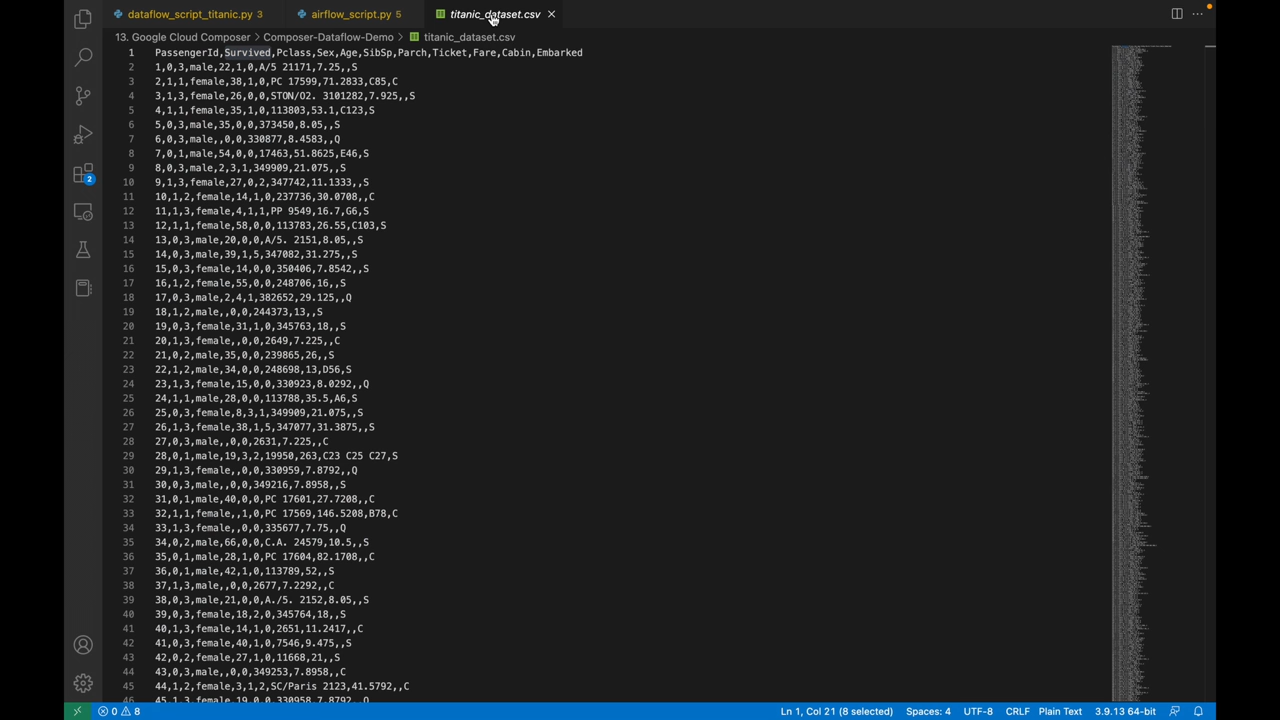 dataflow_script_titanic.py 3 airflow_script.py 5 titanic_dataset.csv
13. Google Cloud Composer > Composer-Dataflow-Demo > titanic_dataset.csv
1 PassengerId,Survived,Pclass,Sex,Age,SibSp,Parch,Ticket,Fare,Cabin,Embarked
2 1,0,3,male,22,1,0,A/5 21171,7.25,,S
3 2,1,1,female,38,1,0,PC 17599,71.2833,C85,C
4 3,1,3,female,26,0,0,STON/O2. 3101282,7.925,,S
5 4,1,1,female,35,1,0,113803,53.1,C123,S
6 5,0,3,male,35,0,0,373450,8.05,,S
7 6,0,3,male,,0,0,330877,8.4583,,Q
8 7,0,1,male,54,0,0,17463,51.8625,E46,S
9 8,0,3,male,2,3,1,349909,21.075,,S
10 9,1,3,female,27,0,2,347742,11.1333,,S
11 10,1,2,female,14,1,0,237736,30.0708,,C
12 11,1,3,female,4,1,1,PP 9549,16.7,G6,S
13 12,1,1,female,58,0,0,113783,26.55,C103,S
14 13,0,3,male,20,0,0,A/5. 2151,8.05,,S
15 14,0,3,male,39,1,5,347082,31.275,,S
16 15,0,3,female,14,0,0,350406,7.8542,,S
17 16,1,2,female,55,0,0,248706,16,,S
18 17,0,3,male,2,4,1,382652,29.125,,Q
19 18,1,2,male,,0,0,244373,13,,S
20 19,0,3,female,31,1,0,345763,18,,S
21 20,1,3,female,,0,0,2649,7.225,,C
22 21,0,2,male,35,0,0,239865,26,,S
23 22,1,2,male,34,0,0,248698,13,D56,S
24 23,1,3,female,15,0,0,330923,8.0292,,Q
25 24,1,1,male,28,0,0,113788,35.5,A6,S
26 25,0,3,female,8,3,1,349909,21.075,,S
27 26,1,3,female,38,1,5,347077,31.3875,,S
28 27,0,3,male,,0,0,2631,7.225,,C
29 28,0,1,male,19,3,2,19950,263,C23 C25 C27,S
30 29,1,3,female,,0,0,330959,7.8792,,Q
31 30,0,3,male,,0,0,349216,7.8958,,S
32 31,0,1,male,40,0,0,PC 17601,27.7208,,C
33 32,1,1,female,,1,0,PC 17569,146.5208,B78,C
34 33,1,3,female,,0,0,335677,7.75,,Q
35 34,0,2,male,66,0,0,C.A. 24579,10.5,,S
36 35,0,1,male,28,1,0,PC 17604,82.1708,,C
37 36,0,1,male,42,1,0,113789,52,,S
38 37,1,3,male,,0,0,2677,7.2292,,C
39 38,0,3,male,21,0,0,A./5. 2152,8.05,,S
40 39,0,3,female,18,2,0,345764,18,,S
41 40,1,3,female,14,1,0,2651,11.2417,,C
42 41,0,3,female,40,1,0,7546,9.475,,S
43 42,0,2,female,27,1,0,11668,21,,S
44 43,0,3,male,,0,0,349253,7.8958,,C
45 44,1,2,female,3,1,2,SC/Paris 2123,41.5792,,C
46 45,1,3,female,19,0,0,330958,7.8792,,Q
2
0 8 Ln 1, Col 21 (8 selected) Spaces: 4 UTF-8 CRLF Plain Text 3.9.13 64-bit